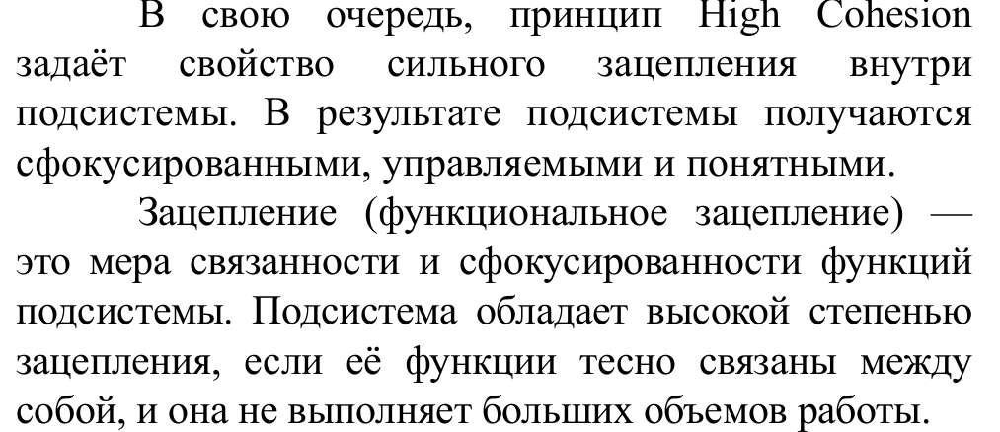 В свою очередь, принцип High Cohesion
задаёт свойство сильного зацепления внутри
подсистемы. В результате подсистемы получаются
сфокусированными, управляемыми и понятными.
Зацепление (функциональное зацепление) —
это мера связанности и сфокусированности функций
подсистемы. Подсистема обладает высокой степенью
зацепления, если её функции тесно связаны между
собой, и она не выполняет больших объемов работы.